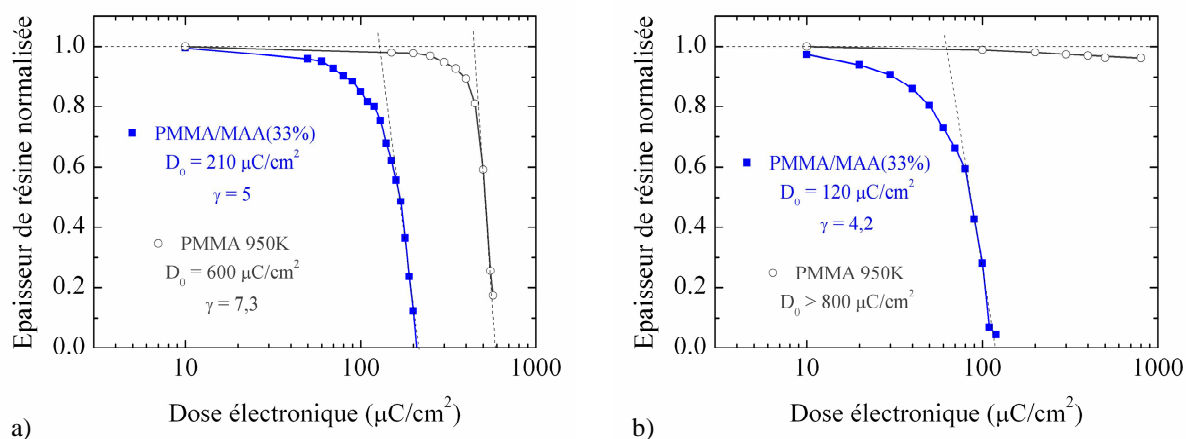 Epaisseur de résine normalisée
1.0
0.8
0.6
0.4
0.2
0.0
PMMA/MAA(33%)
D₀ = 210 µC/cm²
γ = 5
PMMA 950K
D₀ = 600 µC/cm²
γ = 7,3
10
100
1000
Dose électronique (µC/cm²)
a)
Epaisseur de résine normalisée
1.0
0.8
0.6
0.4
0.2
0.0
PMMA/MAA(33%)
D₀ = 120 µC/cm²
γ = 4,2
PMMA 950K
D₀ > 800 µC/cm²
10
100
1000
Dose électronique (µC/cm²)
b)